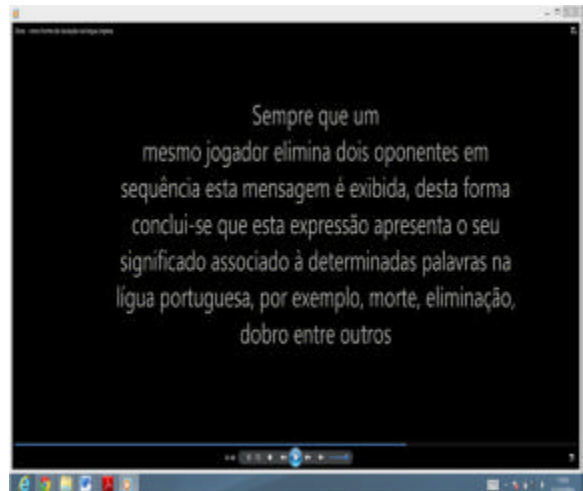 Sempre que um
mesmo jogador elimina dois oponentes em
sequência esta mensagem é exibida, desta forma
conclui-se que esta expressão apresenta o seu
significado associado à determinadas palavras na
lígua portuguesa, por exemplo, morte, eliminação,
dobro entre outros